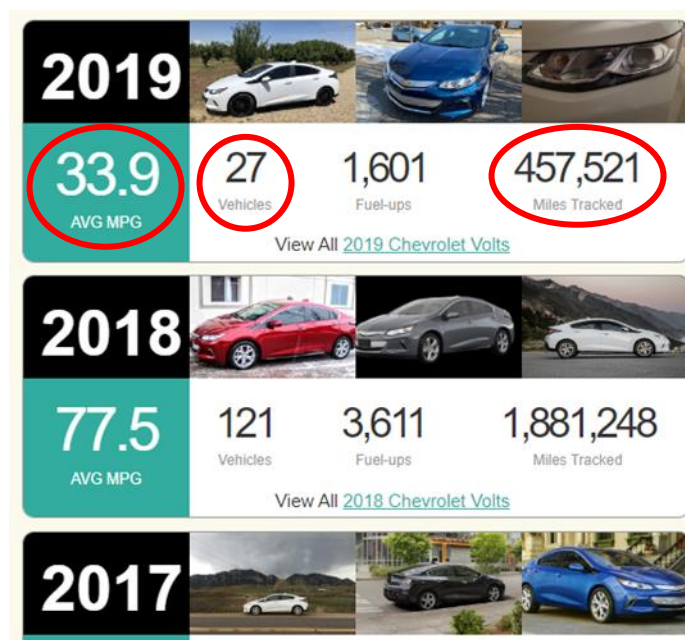 2019
33.9
AVG MPG
27 1,601 457,521
Vehicles Fuel-ups Miles Tracked
View All 2019 Chevrolet Volts
2018
77.5
AVG MPG
121 3,611 1,881,248
Vehicles Fuel-ups Miles Tracked
View All 2018 Chevrolet Volts
2017